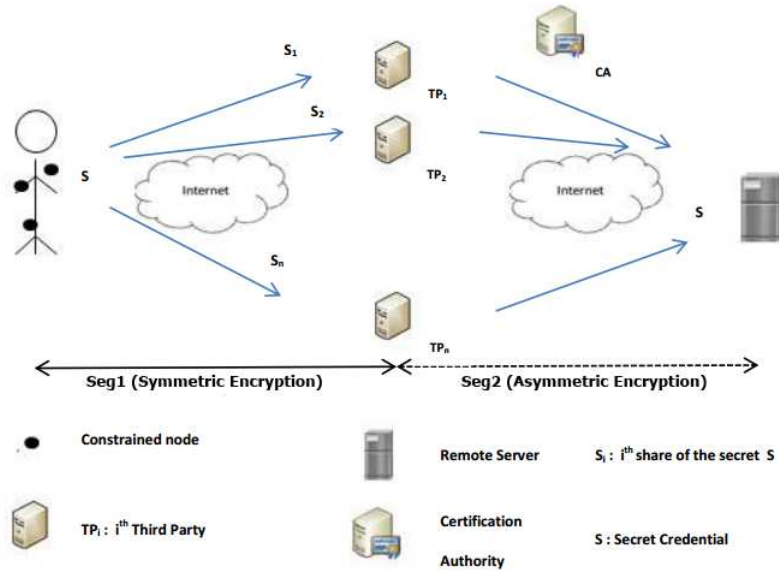 S₁
CA
TP₁
S₂
S
Internet
TP₂
Internet
S
Sₙ
TPₙ
Seg1 (Symmetric Encryption)
Seg2 (Asymmetric Encryption)
Constrained node
Remote Server
Sᵢ : iᵗʰ share of the secret S
TPᵢ : iᵗʰ Third Party
Certification
Authority
S : Secret Credential